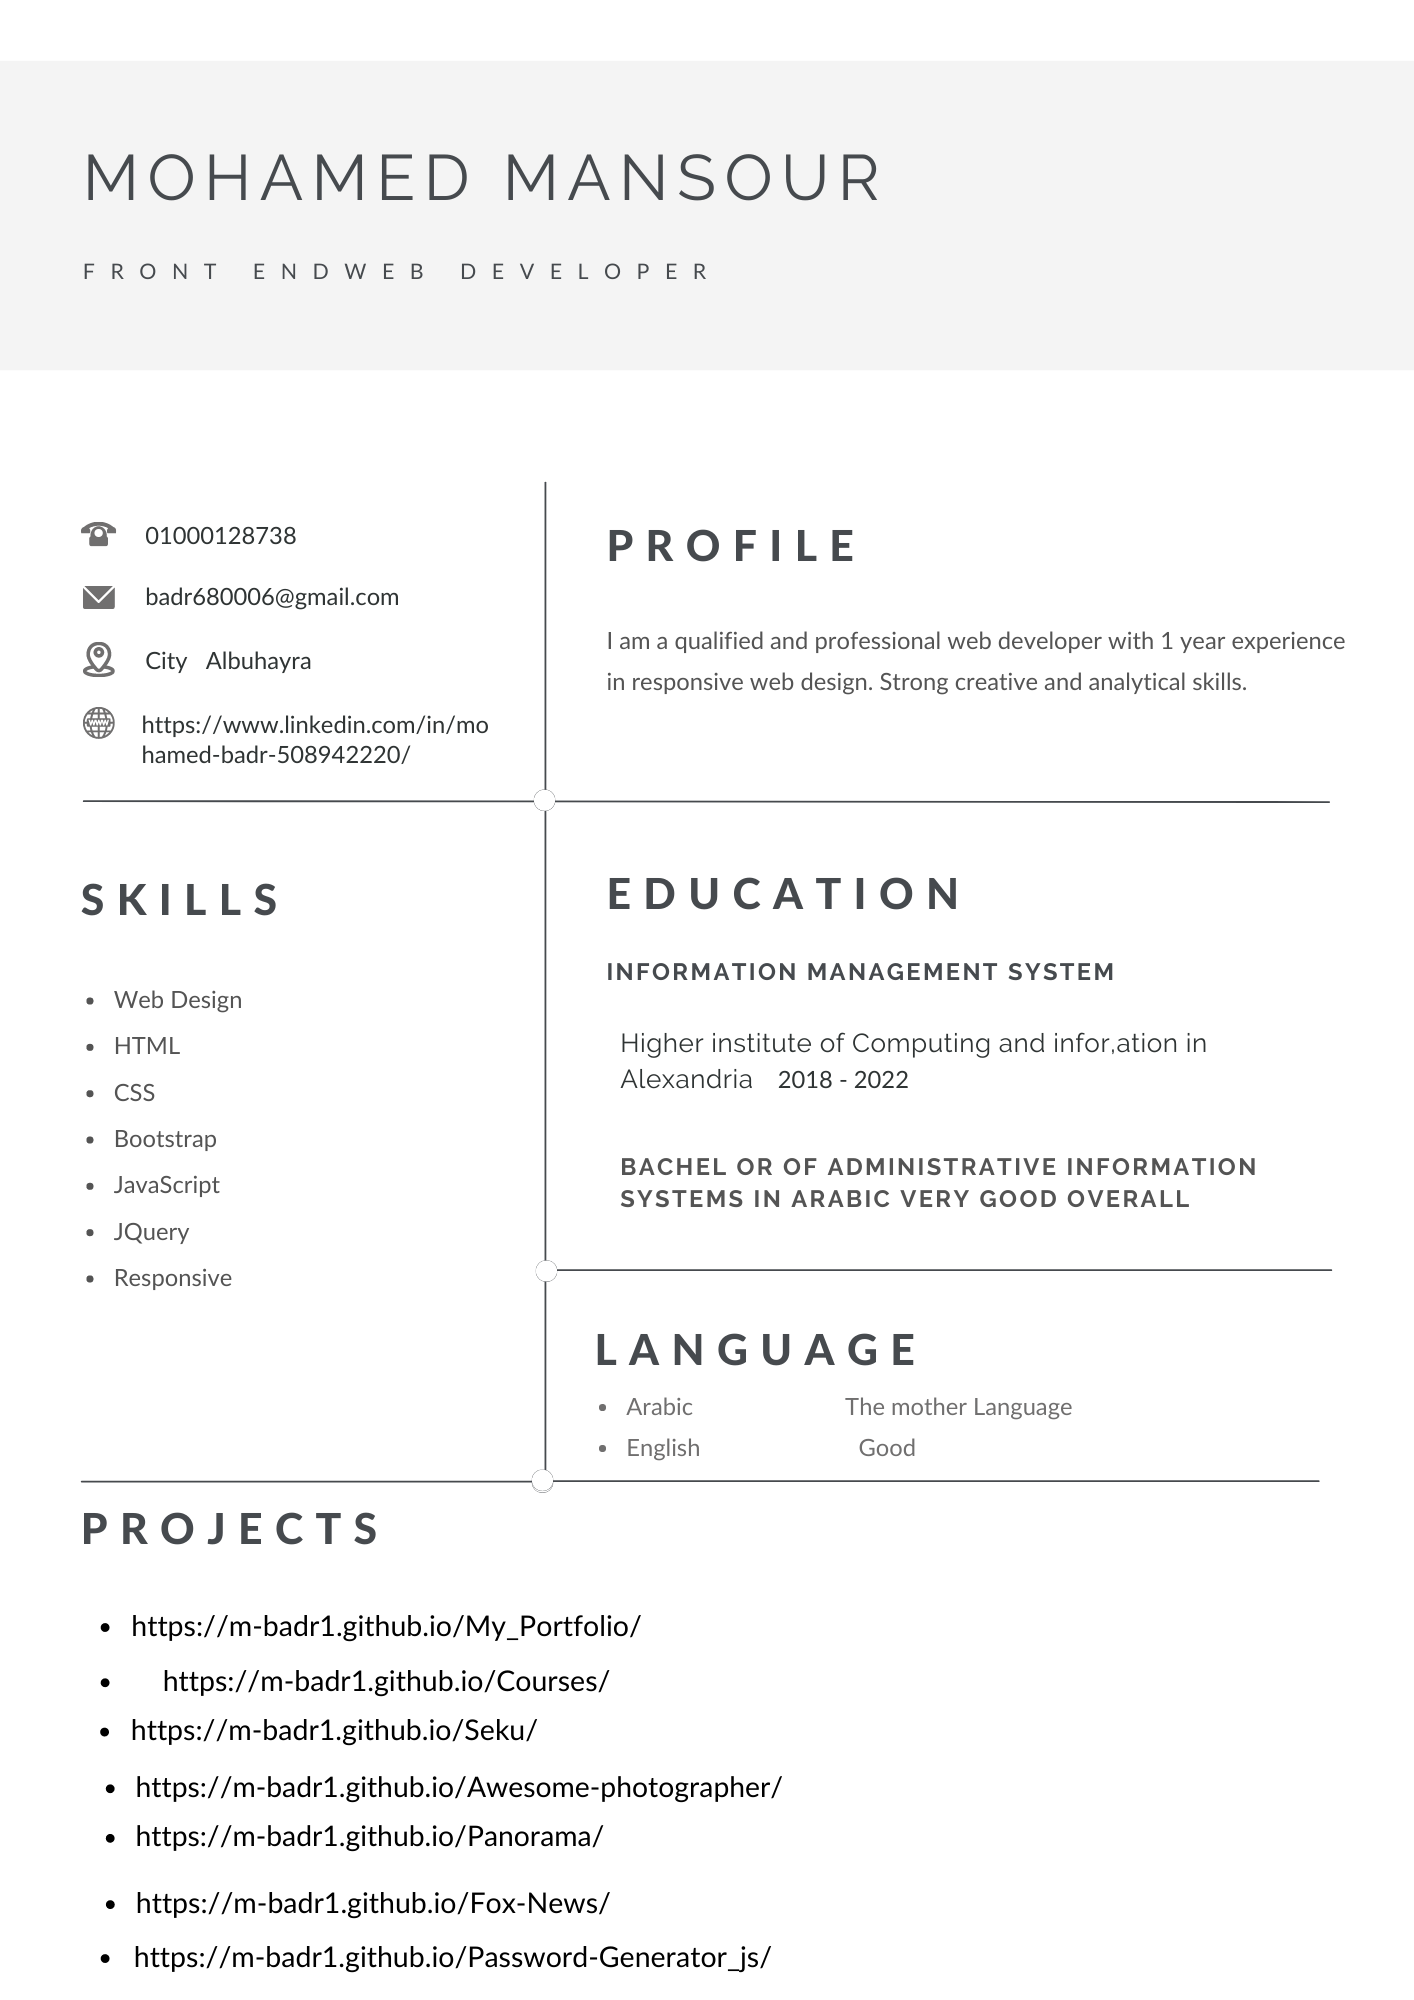 MOHAMED MANSOUR
FRONT ENDWEB DEVELOPER
01000128738
badr680006@gmail.com
City Albuhayra
https://www.linkedin.com/in/mo
hamed-badr-508942220/
PROFILE
I am a qualified and professional web developer with 1 year experience
in responsive web design. Strong creative and analytical skills.
SKILLS
• Web Design
• HTML
• CSS
• Bootstrap
• JavaScript
• JQuery
• Responsive
EDUCATION
INFORMATION MANAGEMENT SYSTEM
Higher institute of Computing and infor,ation in
Alexandria 2018 - 2022
BACHEL OR OF ADMINISTRATIVE INFORMATION
SYSTEMS IN ARABIC VERY GOOD OVERALL
LANGUAGE
• Arabic The mother Language
• English Good
PROJECTS
• https://m-badr1.github.io/My_Portfolio/
• https://m-badr1.github.io/Courses/
• https://m-badr1.github.io/Seku/
• https://m-badr1.github.io/Awesome-photographer/
• https://m-badr1.github.io/Panorama/
• https://m-badr1.github.io/Fox-News/
• https://m-badr1.github.io/Password-Generator_js/